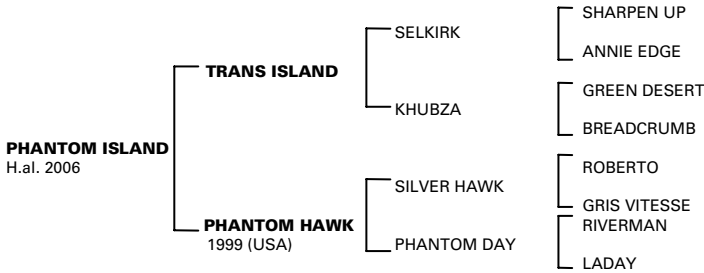 SHARPEN UP
SELKIRK
ANNIE EDGE
TRANS ISLAND
GREEN DESERT
KHUBZA
BREADCRUMB
PHANTOM ISLAND
H.al. 2006
ROBERTO
SILVER HAWK
GRIS VITESSE
PHANTOM HAWK
1999 (USA)
RIVERMAN
PHANTOM DAY
LADAY